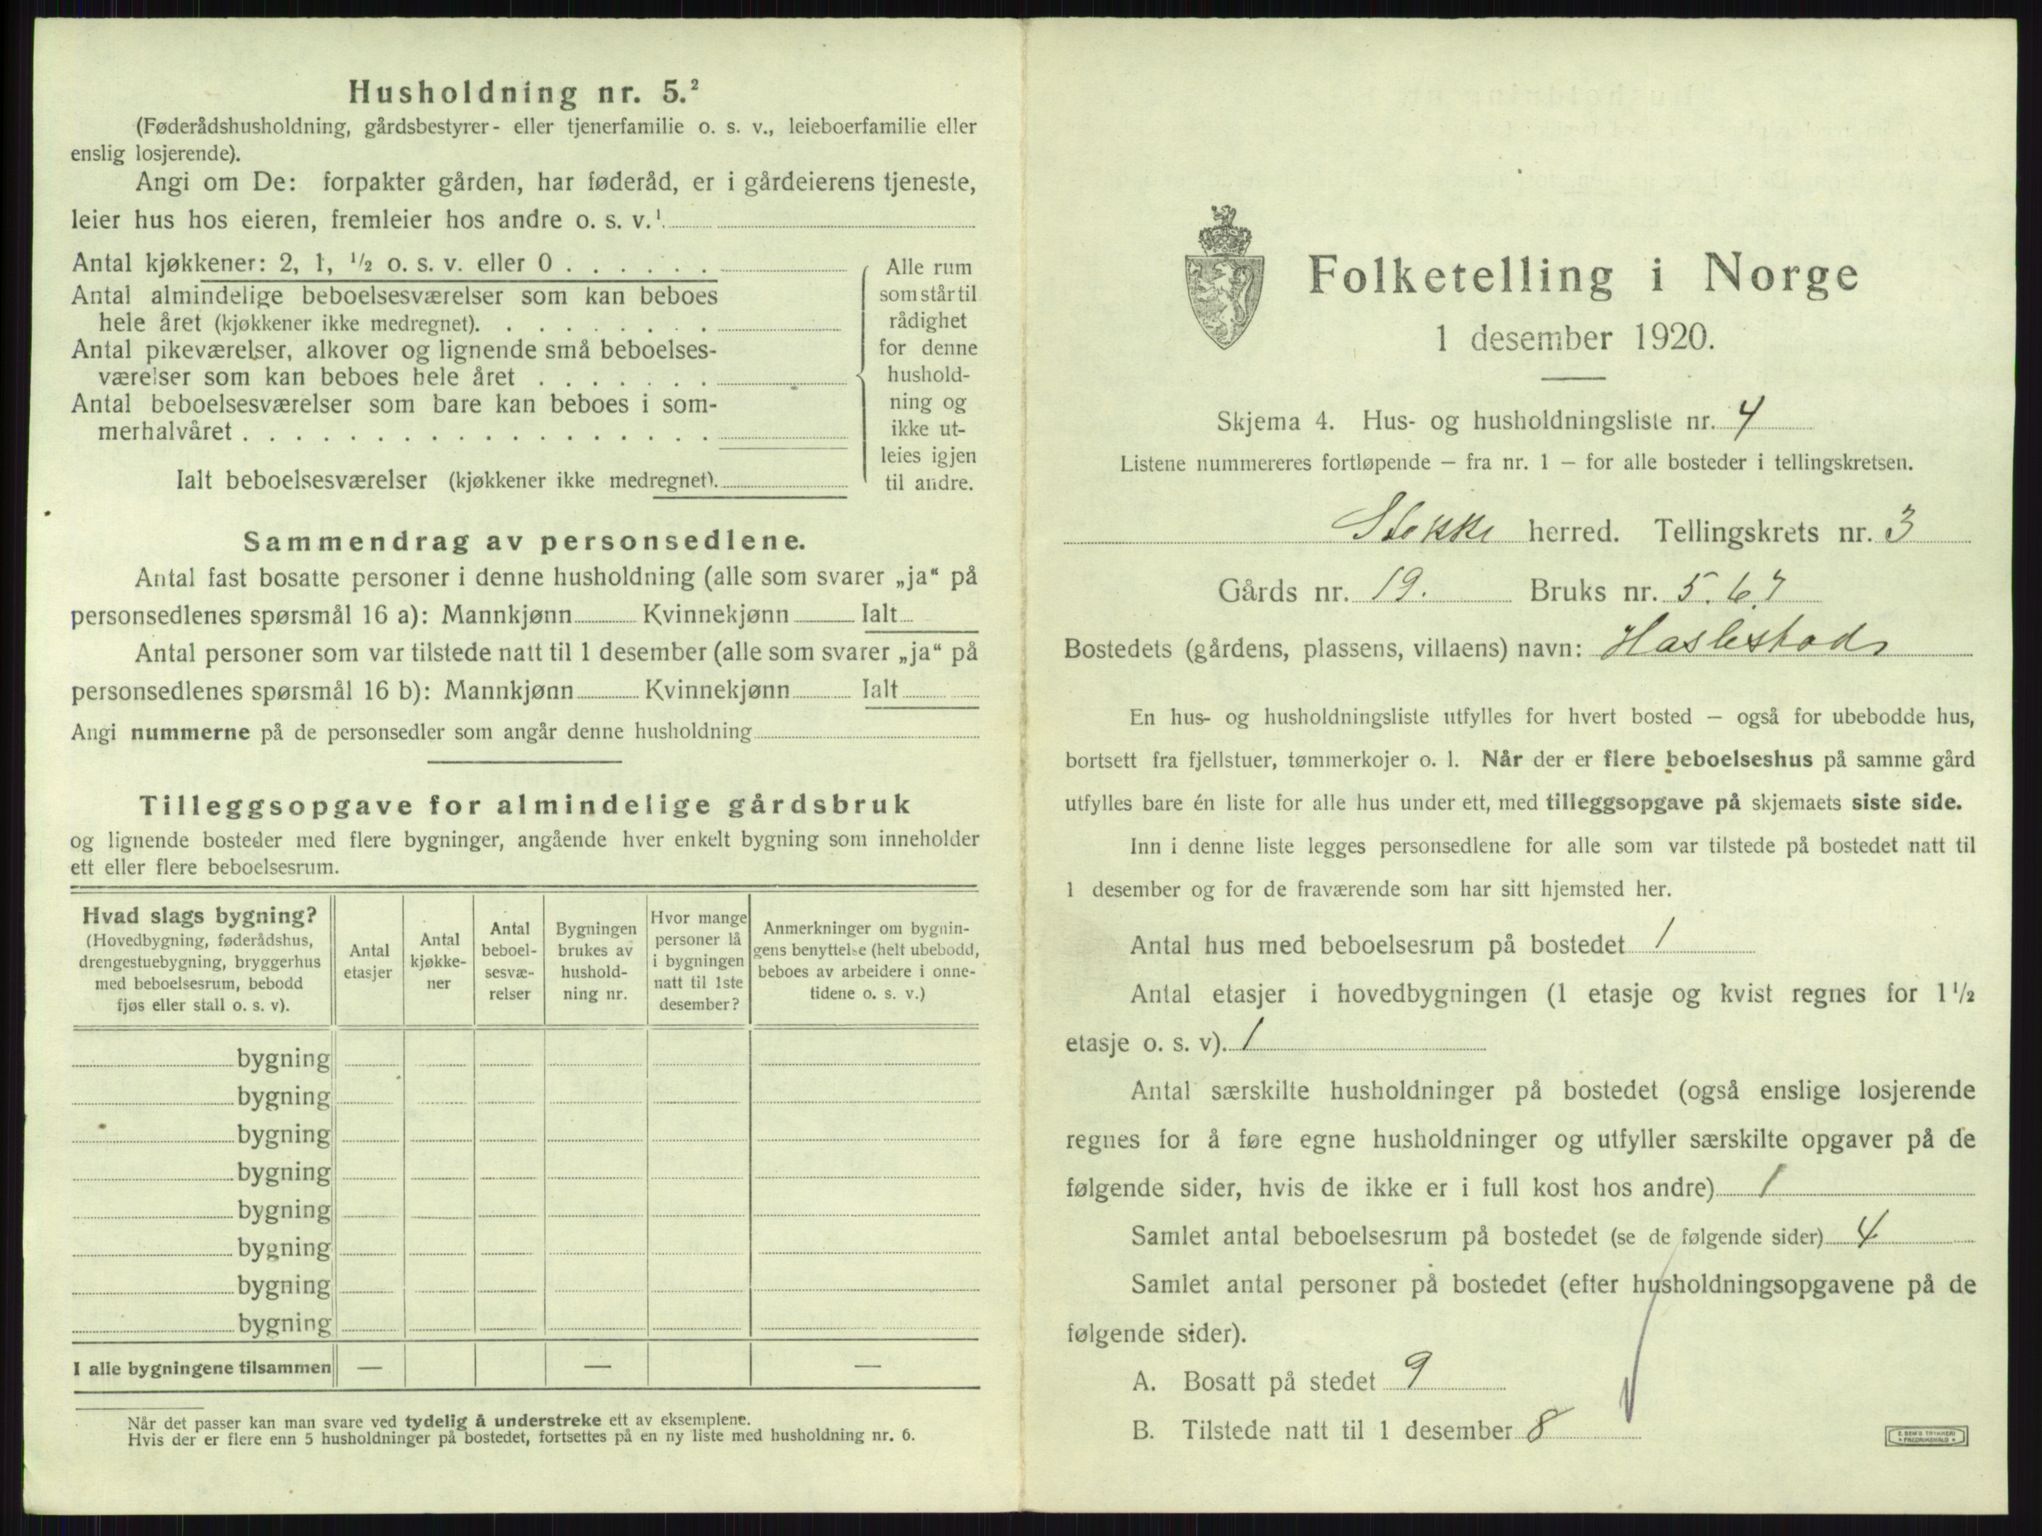 Husholdning nr. 5.²
(Føderådshusholdning, gårdsbestyrer- eller tjenerfamilie o. s. v., leieboerfamilie eller
enslig losjerende).
Angi om De: forpakter gården, har føderåd, er i gårdeierens tjeneste,
leier hus hos eieren, fremleier hos andre o. s. v.¹
Antal kjøkkener: 2, 1, ½ o. s. v. eller 0 . . . . . .
Antal almindelige beboelsesværelser som kan beboes
hele året (kjøkkener ikke medregnet). . . . . . . . .
Antal pikeværelser, alkover og lignende små beboelses-
værelser som kan beboes hele året . . . . . . .
Antal beboelsesværelser som bare kan beboes i som-
merhalvåret . . . . . . . . . . . . . . . . . .
Ialt beboelsesværelser (kjøkkener ikke medregnet).
Alle rum
som står til
rådighet
for denne
hushold-
ning og
ikke ut-
leies igjen
til andre.
Sammendrag av personsedlene.
Antal fast bosatte personer i denne husholdning (alle som svarer „ja“ på
personsedlenes spørsmål 16 a): Mannkjønn Kvinnekjønn Ialt
Antal personer som var tilstede natt til 1 desember (alle som svarer „ja“ på
personsedlenes spørsmål 16 b): Mannkjønn Kvinnekjønn Ialt
Angi nummerne på de personsedler som angår denne husholdning
Tilleggsopgave for almindelige gårdsbruk
og lignende bosteder med flere bygninger, angående hver enkelt bygning som inneholder
ett eller flere beboelsesrum.
Hvad slags bygning?
(Hovedbygning, føderådshus,
drengestuebygning, bryggerhus
med beboelsesrum, bebodd
fjøs eller stall o. s. v).
Antal
etasjer
Antal
kjøkke-
ner
Antal
beboel-
sesvæ-
relser
Bygningen
brukes av
hushold-
ning nr.
Hvor mange
personer lå
i bygningen
natt til 1ste
desember?
Anmerkninger om bygnin-
gens benyttelse (helt ubebodd,
beboes av arbeidere i onne-
tidene o. s. v.)
bygning
bygning
bygning
bygning
bygning
bygning
bygning
bygning
I alle bygningene tilsammen — — —
Når det passer kan man svare ved tydelig å understreke ett av eksemplene.
Hvis der er flere enn 5 husholdninger på bostedet, fortsettes på en ny liste med husholdning nr. 6.
Folketelling i Norge
1 desember 1920.
Skjema 4. Hus- og husholdningsliste nr. 4
Listene nummereres fortløpende — fra nr. 1 — for alle bosteder i tellingskretsen.
Stokke herred. Tellingskrets nr. 3
Gårds nr. 19. Bruks nr. 5. 6. 7
Bostedets (gårdens, plassens, villaens) navn: Haslestad
En hus- og husholdningsliste utfylles for hvert bosted — også for ubebodde hus,
bortsett fra fjellstuer, tømmerkojer o. l. Når der er flere beboelseshus på samme gård
utfylles bare én liste for alle hus under ett, med tilleggsopgave på skjemaets siste side.
Inn i denne liste legges personsedlene for alle som var tilstede på bostedet natt til
1 desember og for de fraværende som har sitt hjemsted her.
Antal hus med beboelsesrum på bostedet 1
Antal etasjer i hovedbygningen (1 etasje og kvist regnes for 1½
etasje o. s. v). 1
Antal særskilte husholdninger på bostedet (også enslige losjerende
regnes for å føre egne husholdninger og utfyller særskilte opgaver på de
følgende sider, hvis de ikke er i full kost hos andre) 1
Samlet antal beboelsesrum på bostedet (se de følgende sider) 4
Samlet antal personer på bostedet (efter husholdningsopgavene på de
følgende sider).
A. Bosatt på stedet 9
B. Tilstede natt til 1 desember 8